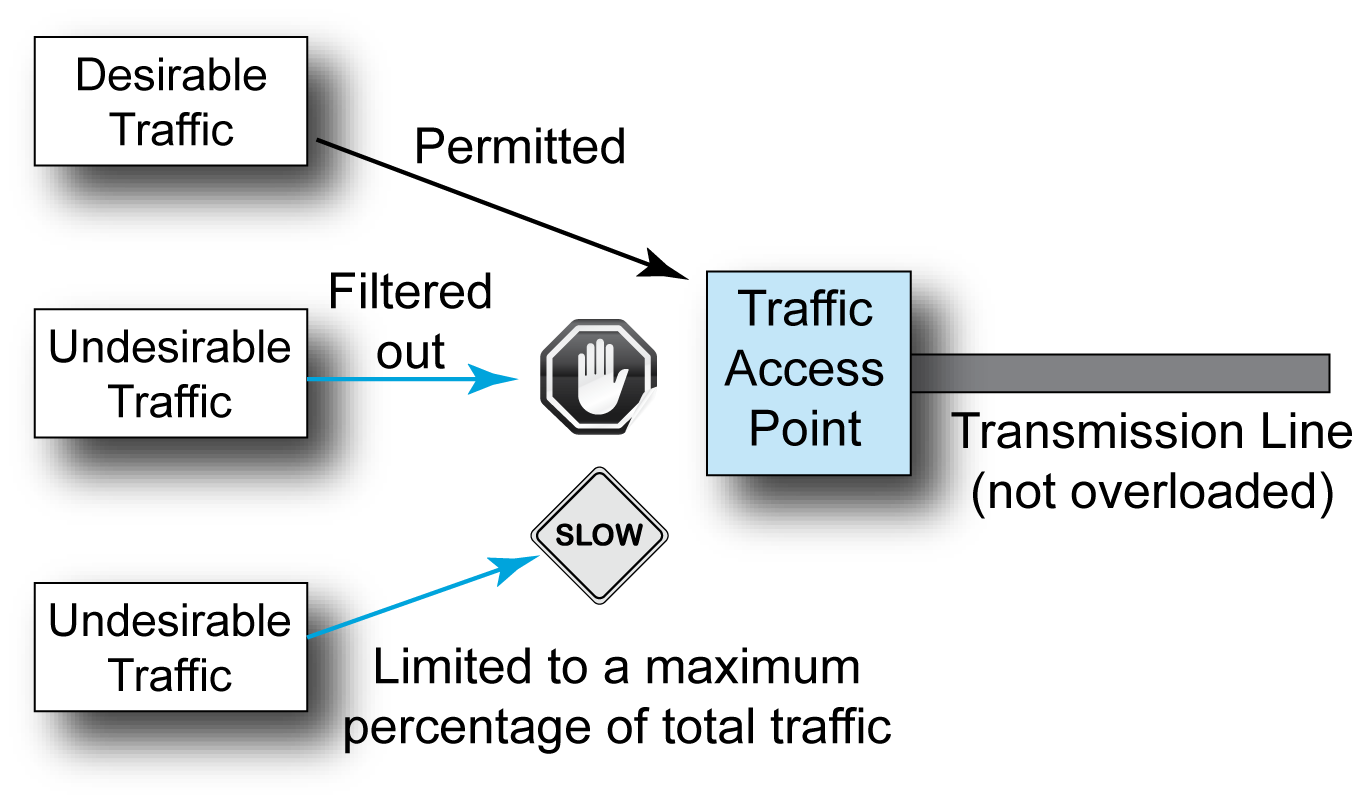 Desirable
Traffic
Permitted
Filtered
out
Undesirable
Traffic
Traffic
Access
Point
Transmission Line
(not overloaded)
SLOW
Undesirable
Traffic
Limited to a maximum
percentage of total traffic